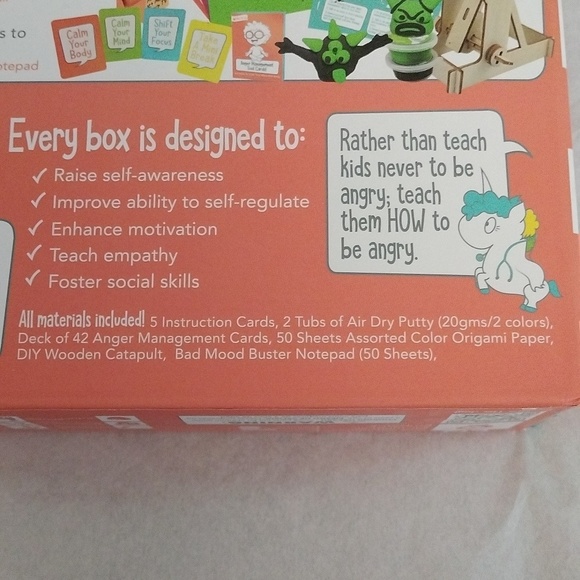 s to
otepad
Calm Your Body
Calm Your Mind
Shift Your Focus
Every box is designed to:
✓ Raise self-awareness
✓ Improve ability to self-regulate
✓ Enhance motivation
✓ Teach empathy
✓ Foster social skills
Rather than teach
kids never to be
angry; teach
them HOW to
be angry.
All materials included! 5 Instruction Cards, 2 Tubs of Air Dry Putty (20gms/2 colors),
Deck of 42 Anger Management Cards, 50 Sheets Assorted Color Origami Paper,
DIY Wooden Catapult, Bad Mood Buster Notepad (50 Sheets),
WARNING